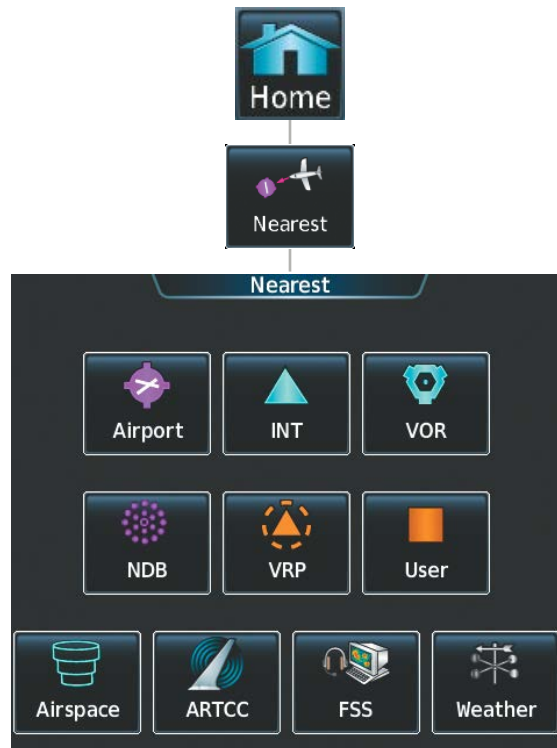 Home
Nearest
Nearest
Airport INT VOR
NDB VRP User
Airspace ARTCC FSS Weather